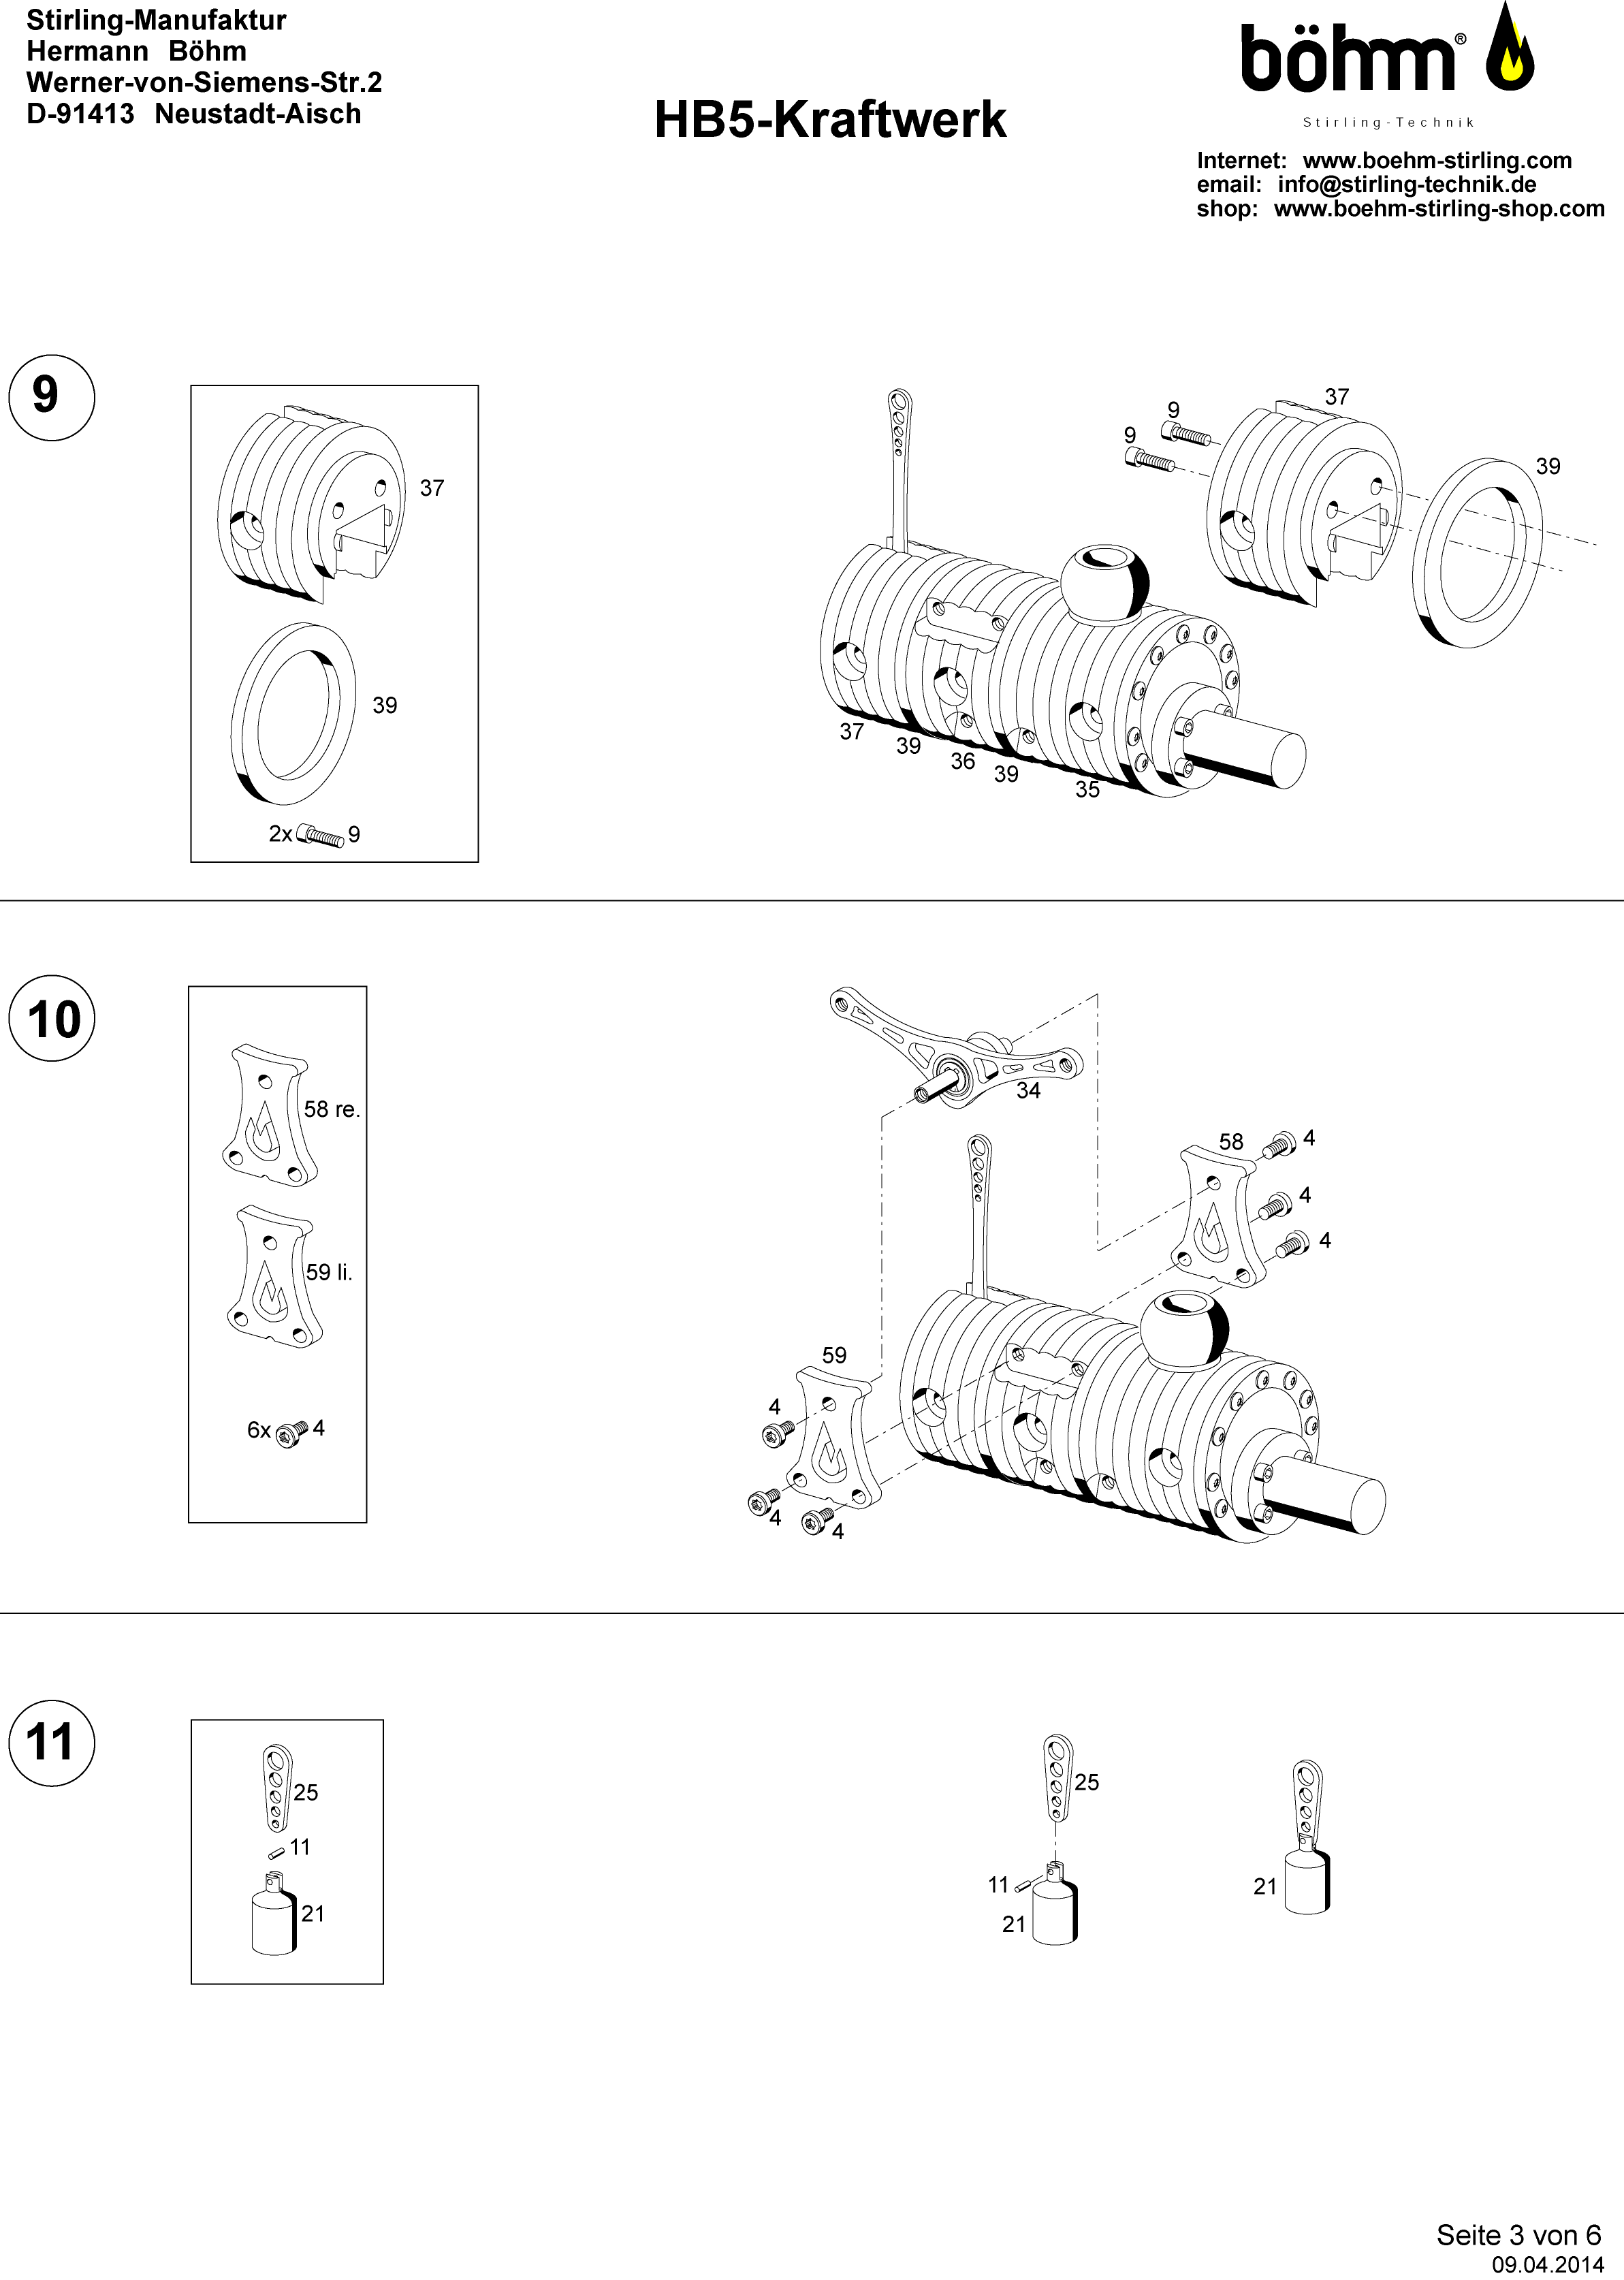 Stirling-Manufaktur
Hermann Böhm
Werner-von-Siemens-Str.2
D-91413 Neustadt-Aisch
HB5-Kraftwerk
böhm®
Stirling-Technik
Internet: www.boehm-stirling.com
email: info@stirling-technik.de
shop: www.boehm-stirling-shop.com
9
37
39
2x 9
9
9
37
39
37
39
36
39
35
10
58 re.
59 li.
6x 4
34
58
4
4
4
59
4
4
4
11
25
11
21
25
11
21
21
Seite 3 von 6
09.04.2014